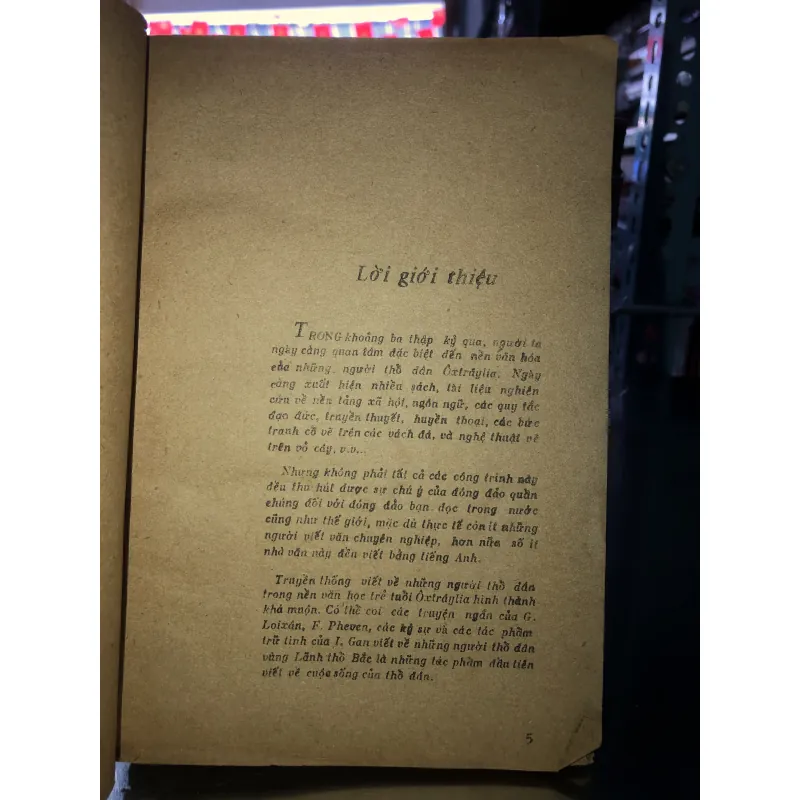 Lời giới thiệu
TRONG khoảng ba thập kỷ qua, người ta
ngày càng quan tâm đặc biệt đến nền văn hóa
của những người thổ dân Ôxtrâylia. Ngày
càng xuất hiện nhiều sách, tài liệu nghiên
cứu về nền tảng xã hội, ngôn ngữ, các quy tắc
đạo đức, truyền thuyết, huyền thoại, các bức
tranh cổ vẽ trên các vách đá, và nghệ thuật vẽ
trên vỏ cây, v.v...
Nhưng không phải tất cả các công trình này
đều thu hút được sự chú ý của đông đảo quần
chúng đối với đông đảo bạn đọc trong nước
cũng như thế giới, mặc dù thực tế còn ít những
người viết văn chuyên nghiệp, hơn nữa số ít
nhà văn này đều viết bằng tiếng Anh.
Truyền thống viết về những người thổ dân
trong nền văn học trẻ tuổi Ôxtrâylia hình thành
khá muộn. Có thể coi các truyện ngắn của G.
Loixán, F. Pheven, các ký sự và các tác phẩm
trữ tình của I. Gan viết về những người thổ dân
vùng Lãnh thổ Bắc là những tác phẩm đầu tiên
viết về cuộc sống của thổ dân.
5